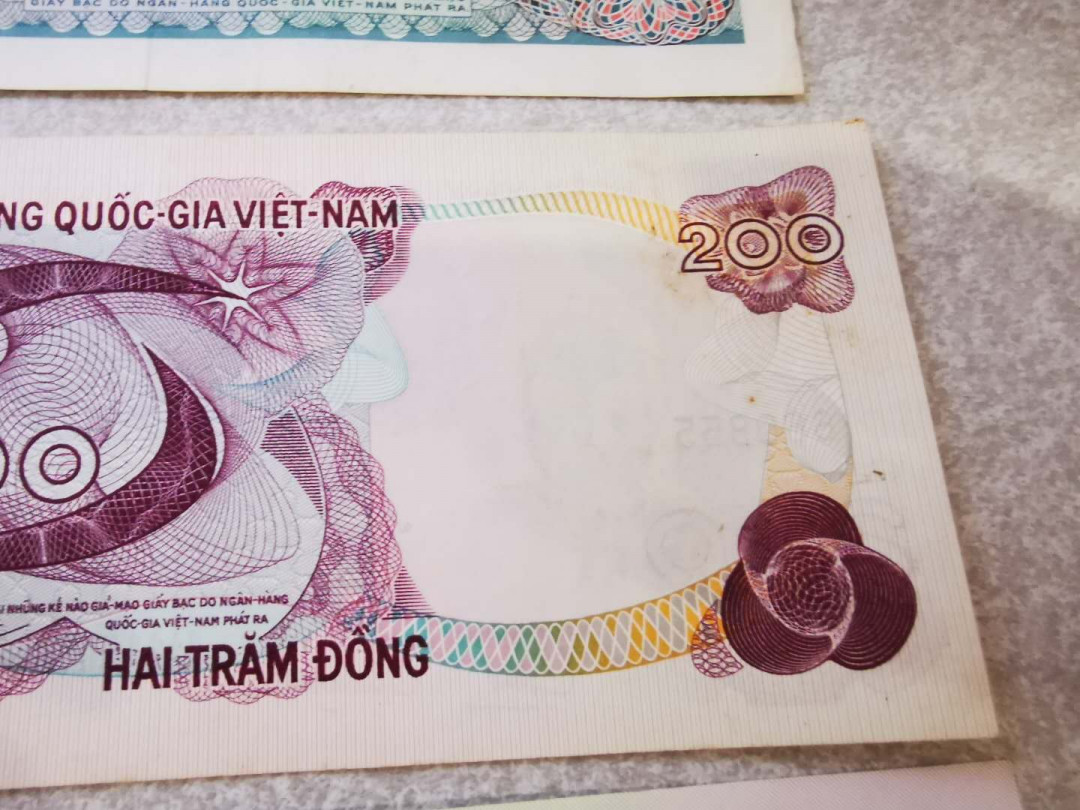 GIẤY BẠC DO NGÂN-HÀNG QUỐC-GIA VIỆT-NAM PHÁT RA
NG QUỐC-GIA VIỆT-NAM
200
00
NHỮNG KẺ NÀO GIẢ-MẠO GIẤY BẠC DO NGÂN-HÀNG
QUỐC-GIA VIỆT-NAM PHÁT RA
HAI TRĂM ĐỒNG